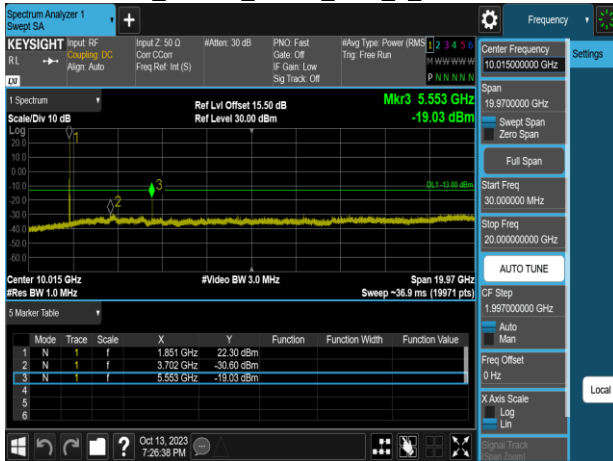 Spectrum Analyzer 1
Swept SA
+
Frequency
KEYSIGHT
RL
LXI
Input: RF
Coupling: DC
Align: Auto
Input Z: 50 Ω
Corr CCorr
Freq Ref: Int (S)
#Atten: 30 dB
PNO: Fast
Gate: Off
IF Gain: Low
Sig Track: Off
#Avg Type: Power (RMS)
Trig: Free Run
1 2 3 4 5 6
M W W W W W
P N N N N N
1 Spectrum
Scale/Div 10 dB
Ref Lvl Offset 15.50 dB
Ref Level 30.00 dBm
Mkr3 5.553 GHz
-19.03 dBm
Log
20.0
10.0
0.00
-10.0
-20.0
-30.0
-40.0
-50.0
-60.0
1
2
3
DL1 -13.00 dBm
Center 10.015 GHz
#Res BW 1.0 MHz
#Video BW 3.0 MHz
Span 19.97 GHz
Sweep ~36.9 ms (19971 pts)
5 Marker Table
Mode Trace Scale X Y Function Function Width Function Value
1 N 1 f 1.851 GHz 22.30 dBm
2 N 1 f 3.702 GHz -30.60 dBm
3 N 1 f 5.553 GHz -19.03 dBm
4
5
6
?
Oct 13, 2023
7:26:38 PM
Center Frequency
10.015000000 GHz
Settings
Span
19.9700000 GHz
Swept Span
Zero Span
Full Span
Start Freq
30.000000 MHz
Stop Freq
20.000000000 GHz
AUTO TUNE
CF Step
1.997000000 GHz
Auto
Man
Freq Offset
0 Hz
X Axis Scale
Log
Lin
Local
Signal Track
(Span Zoom)